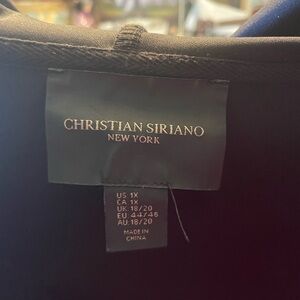 CHRISTIAN SIRIANO
NEW YORK
US: 1X
CA: 1X
UK: 18/20
EU: 44/46
AU: 18/20
MADE IN
CHINA